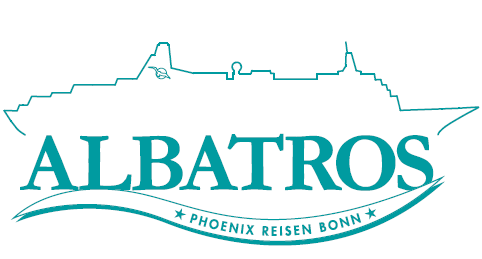 ALBATROS
★ PHOENIX REISEN BONN ★